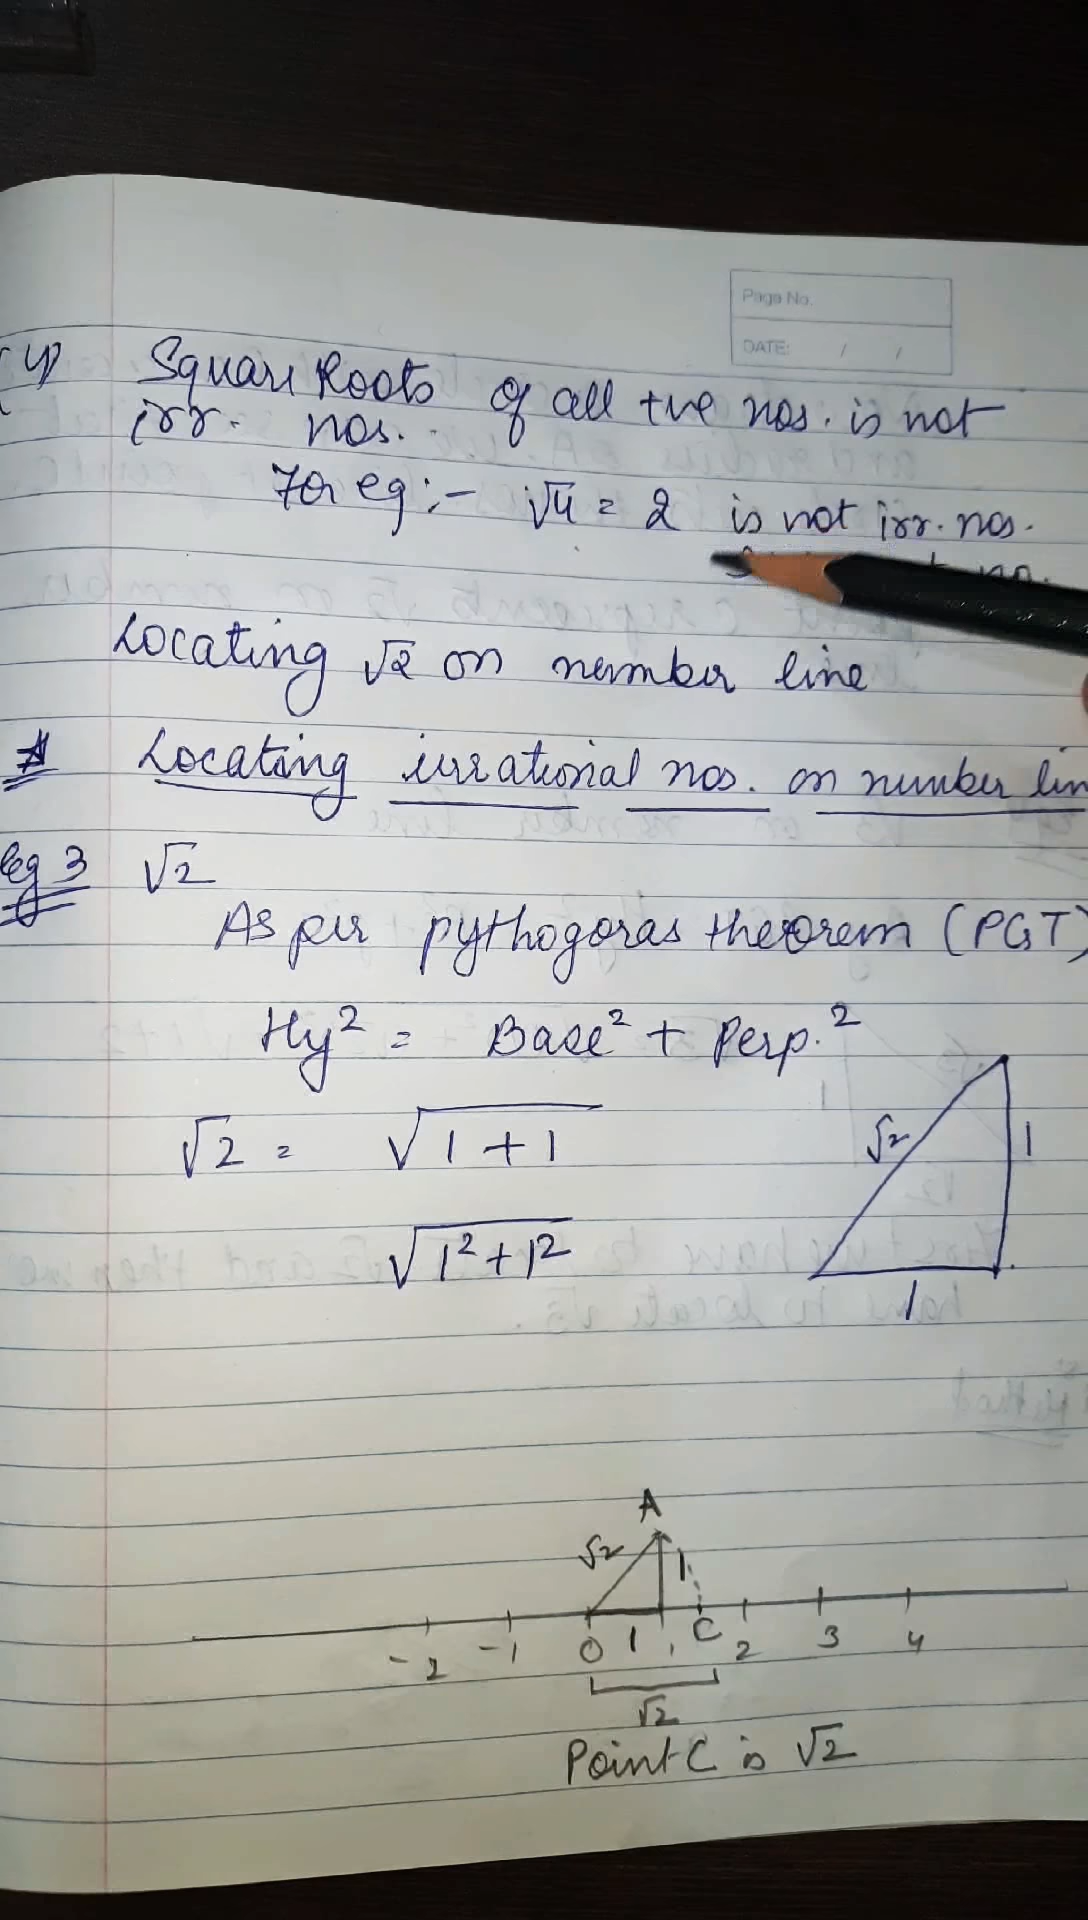 Page No.
DATE: / /
(4) Square Roots of all +ve nos. is not
irr. nos.
For eg :- √4 = 2 is not irr. nos.
no.
Locating √2 on number line
# Locating irrational nos. on number lin
Eg 3 √2
As per pythogoras theorem (PGT)
Hy² = Base² + Perp.²
√2 = √1 + 1
√1² + 1²
√2 1
1
A
√2 1
-2 -1 0 1 1 C 2 3 4
√2
Point C is √2